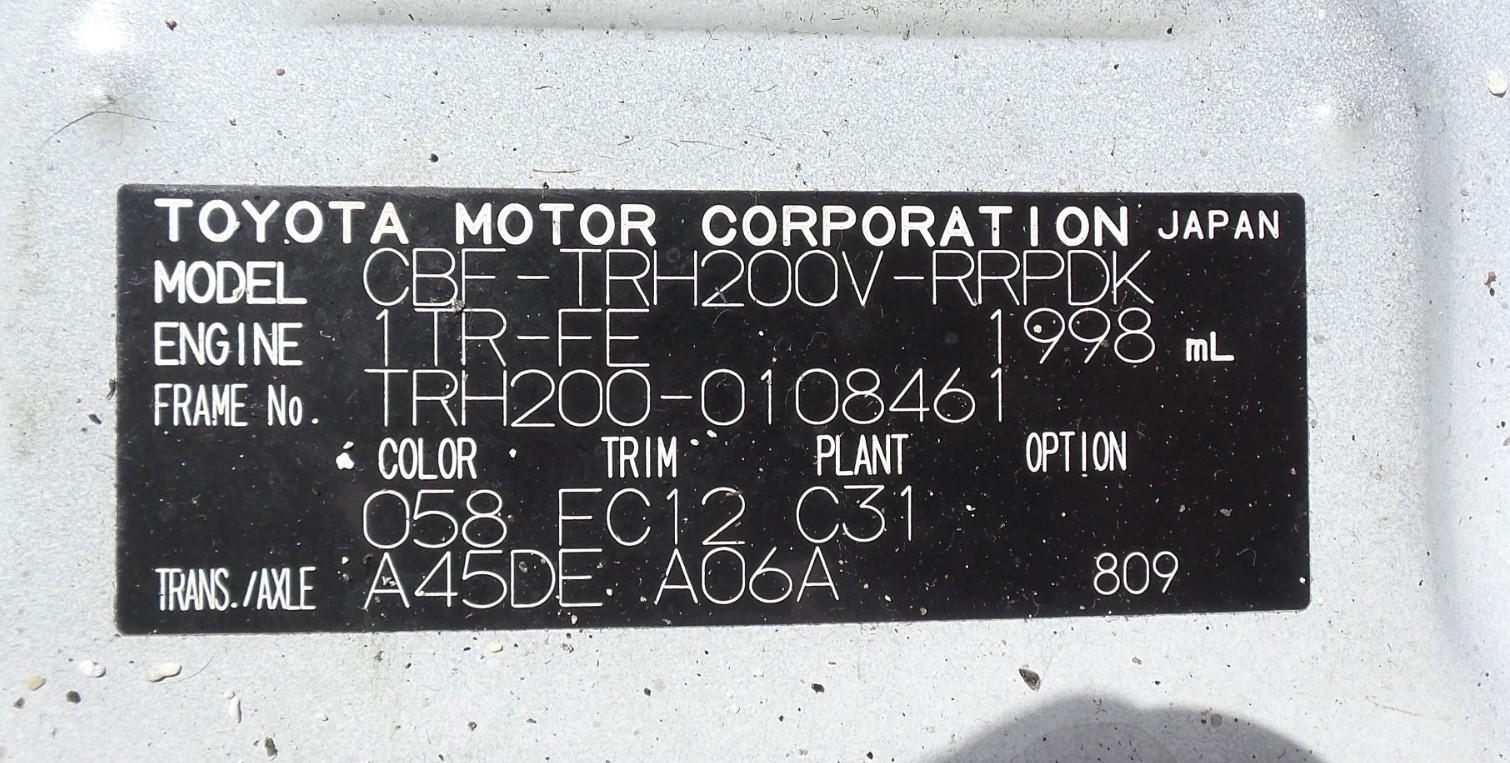 TOYOTA MOTOR CORPORATION JAPAN
MODEL CBF-TRH200V-RRPDK
ENGINE 1TR-FE 1998 mL
FRAME No. TRH200-0108461
COLOR TRIM PLANT OPTION
058 FC12 C31
TRANS./AXLE A45DE A06A 809